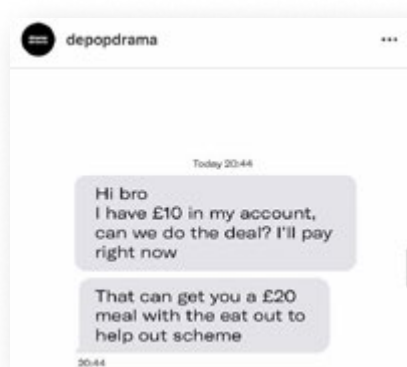 depopdrama
Today 20:44
Hi bro
I have £10 in my account,
can we do the deal? I'll pay
right now
That can get you a £20
meal with the eat out to
help out scheme
20:44